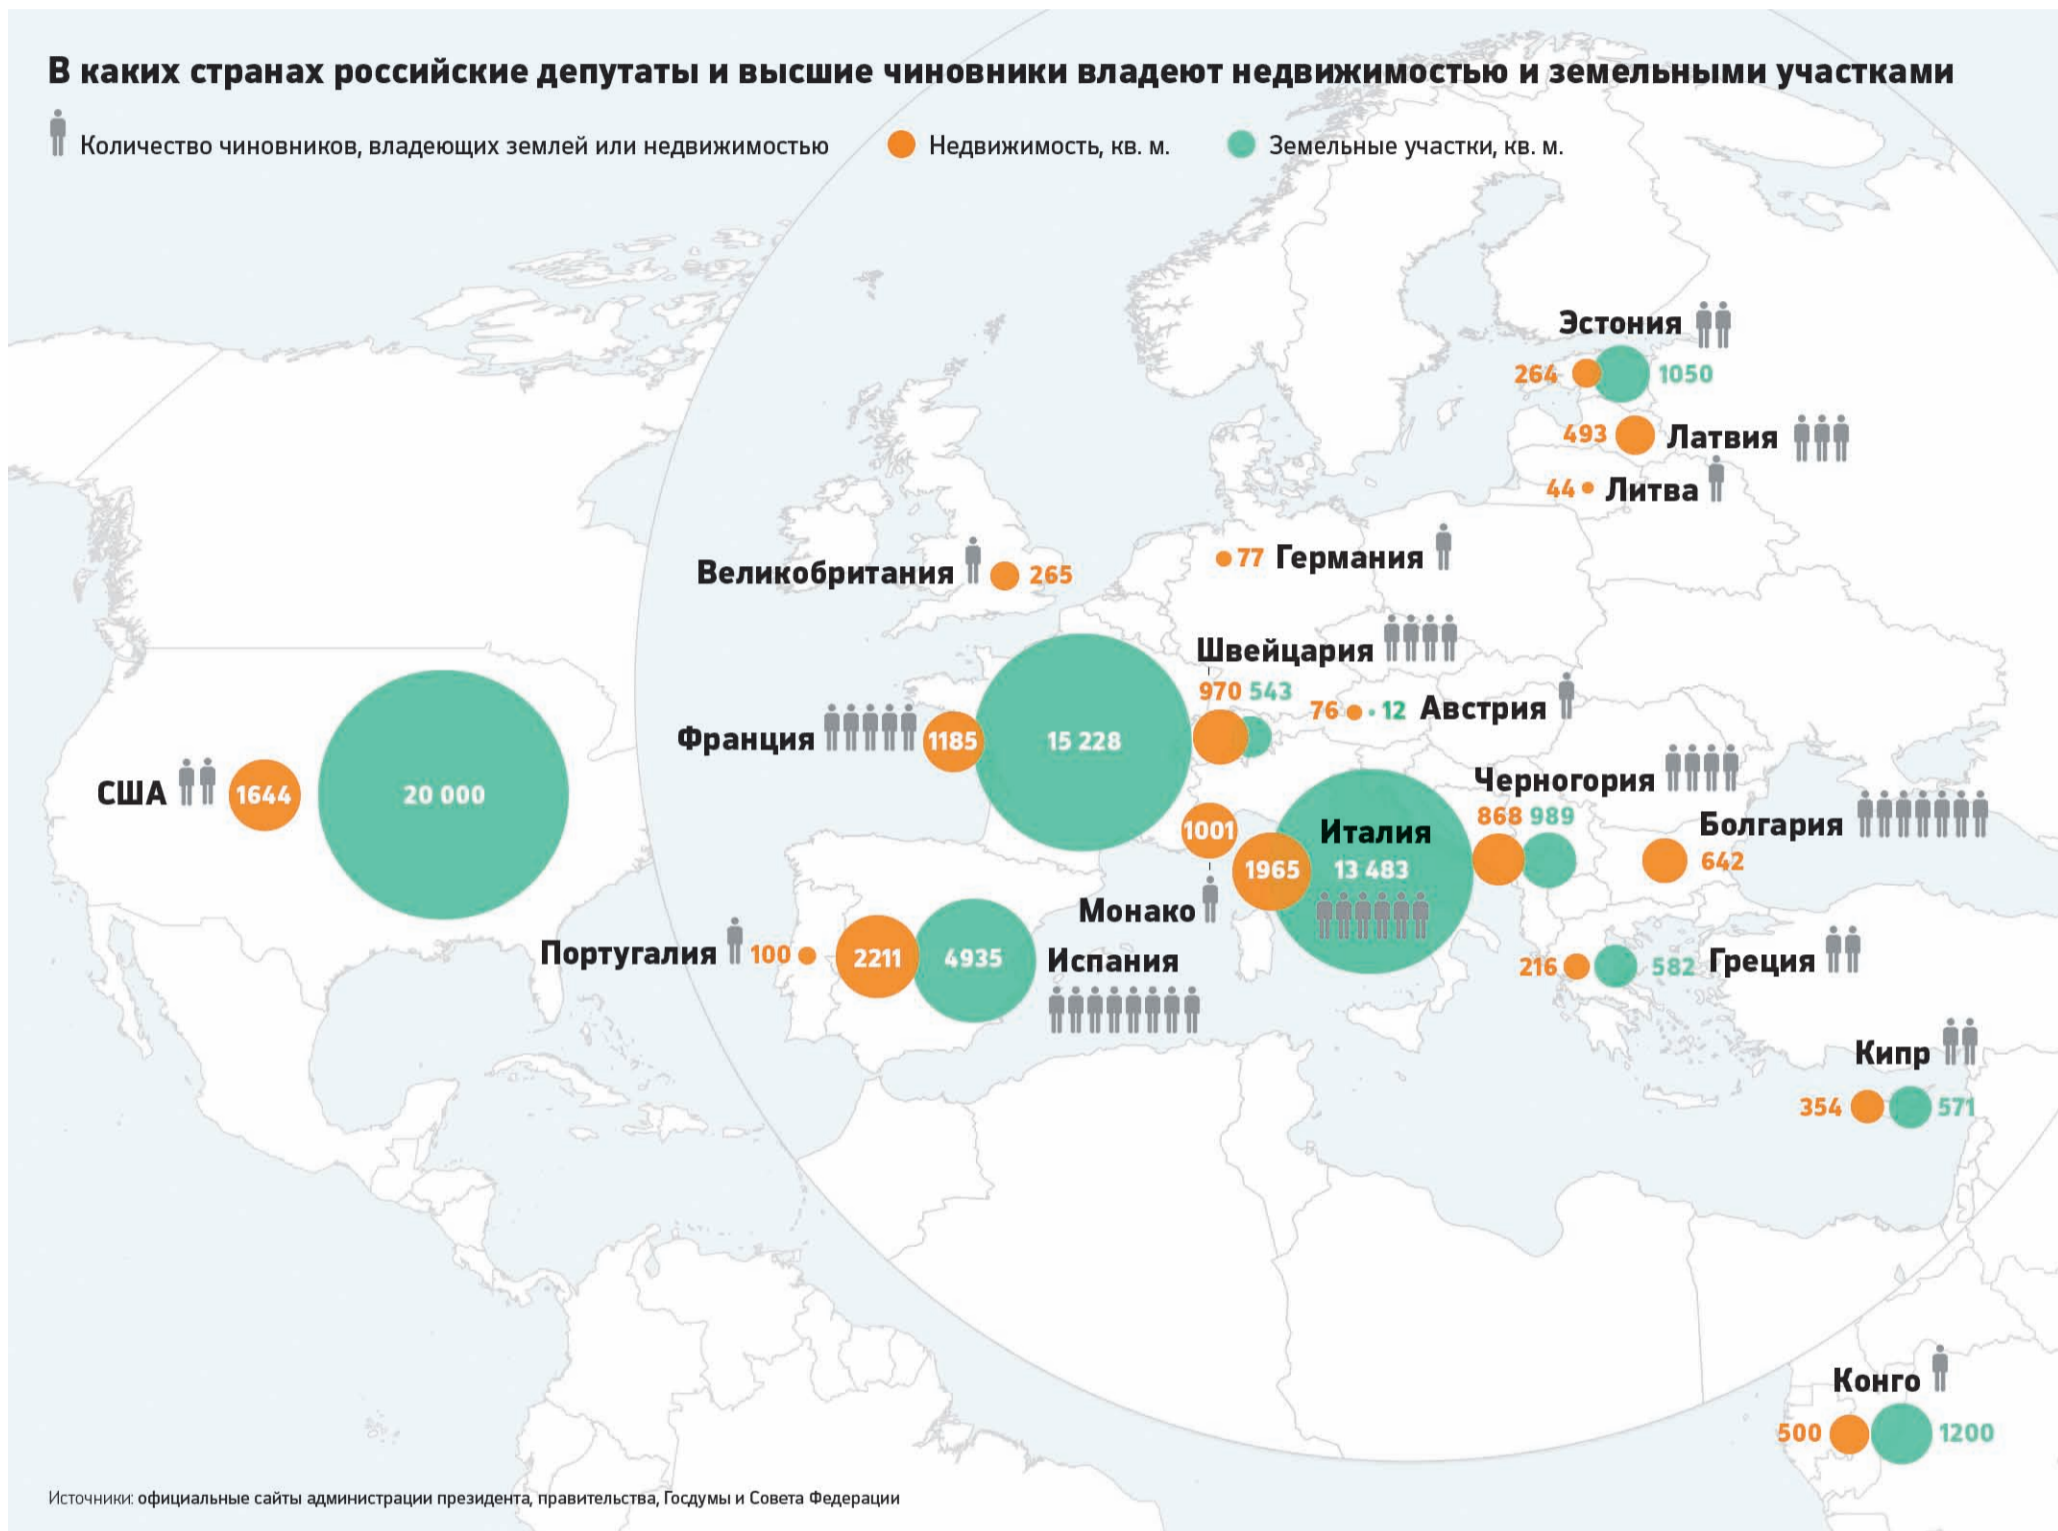 В каких странах российские депутаты и высшие чиновники владеют недвижимостью и земельными участками
Количество чиновников, владеющих землей или недвижимостью
Недвижимость, кв. м.
Земельные участки, кв. м.
Эстония
264
1050
493
Латвия
44
Литва
Великобритания
265
77
Германия
Швейцария
970
543
76
12
Австрия
Франция
1185
15 228
США
1644
20 000
Черногория
868
989
Болгария
642
1001
Монако
Италия
1965
13 483
Португалия
100
2211
4935
Испания
216
582
Греция
Кипр
354
571
Конго
500
1200
Источники: официальные сайты администрации президента, правительства, Госдумы и Совета Федерации